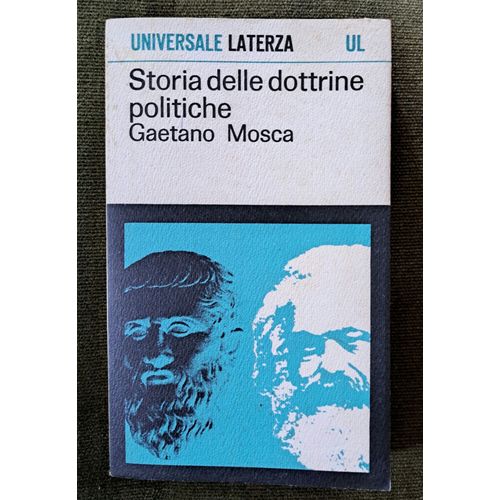 UNIVERSALE LATERZA UL
Storia delle dottrine
politiche
Gaetano Mosca